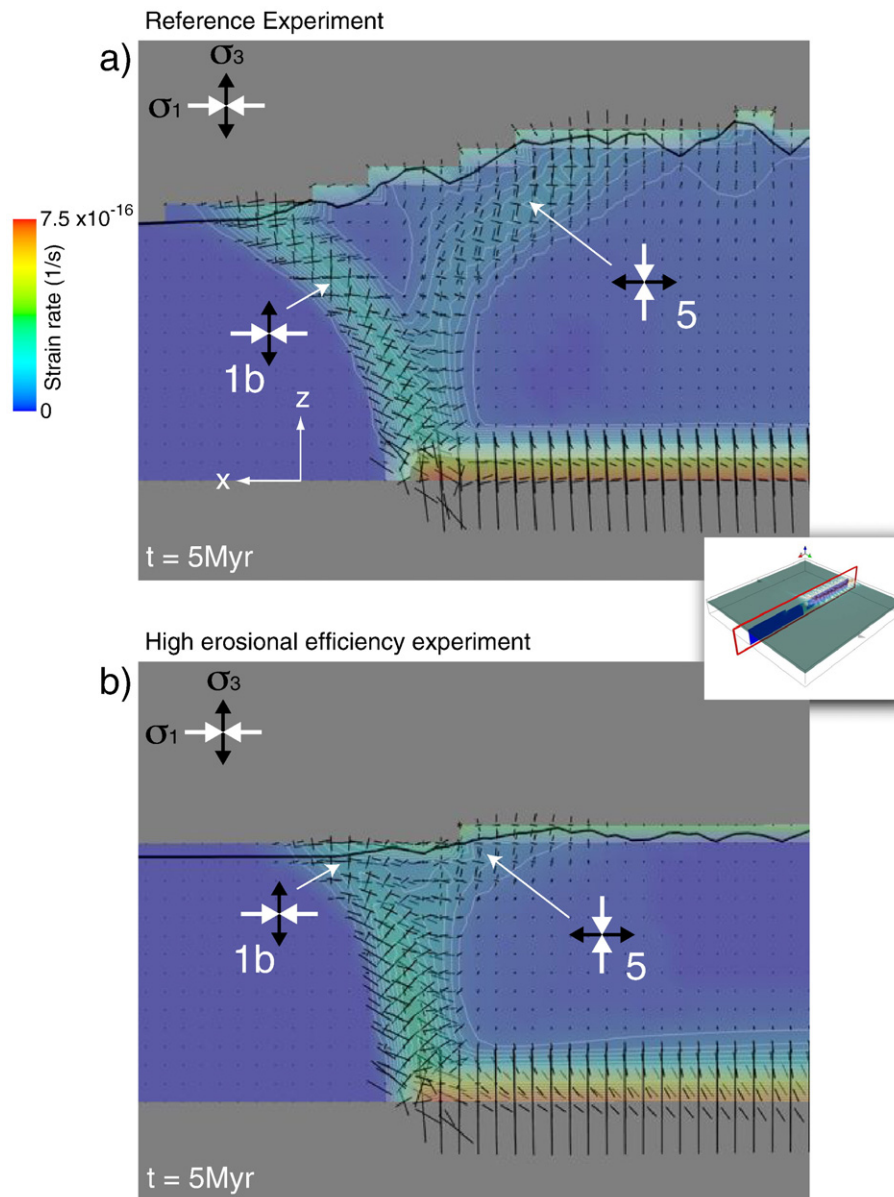 Reference Experiment
a)
σ3
σ1
7.5 x10-16
Strain rate (1/s)
0
1b
5
z
x
t = 5Myr
High erosional efficiency experiment
b)
σ3
σ1
1b
5
t = 5Myr